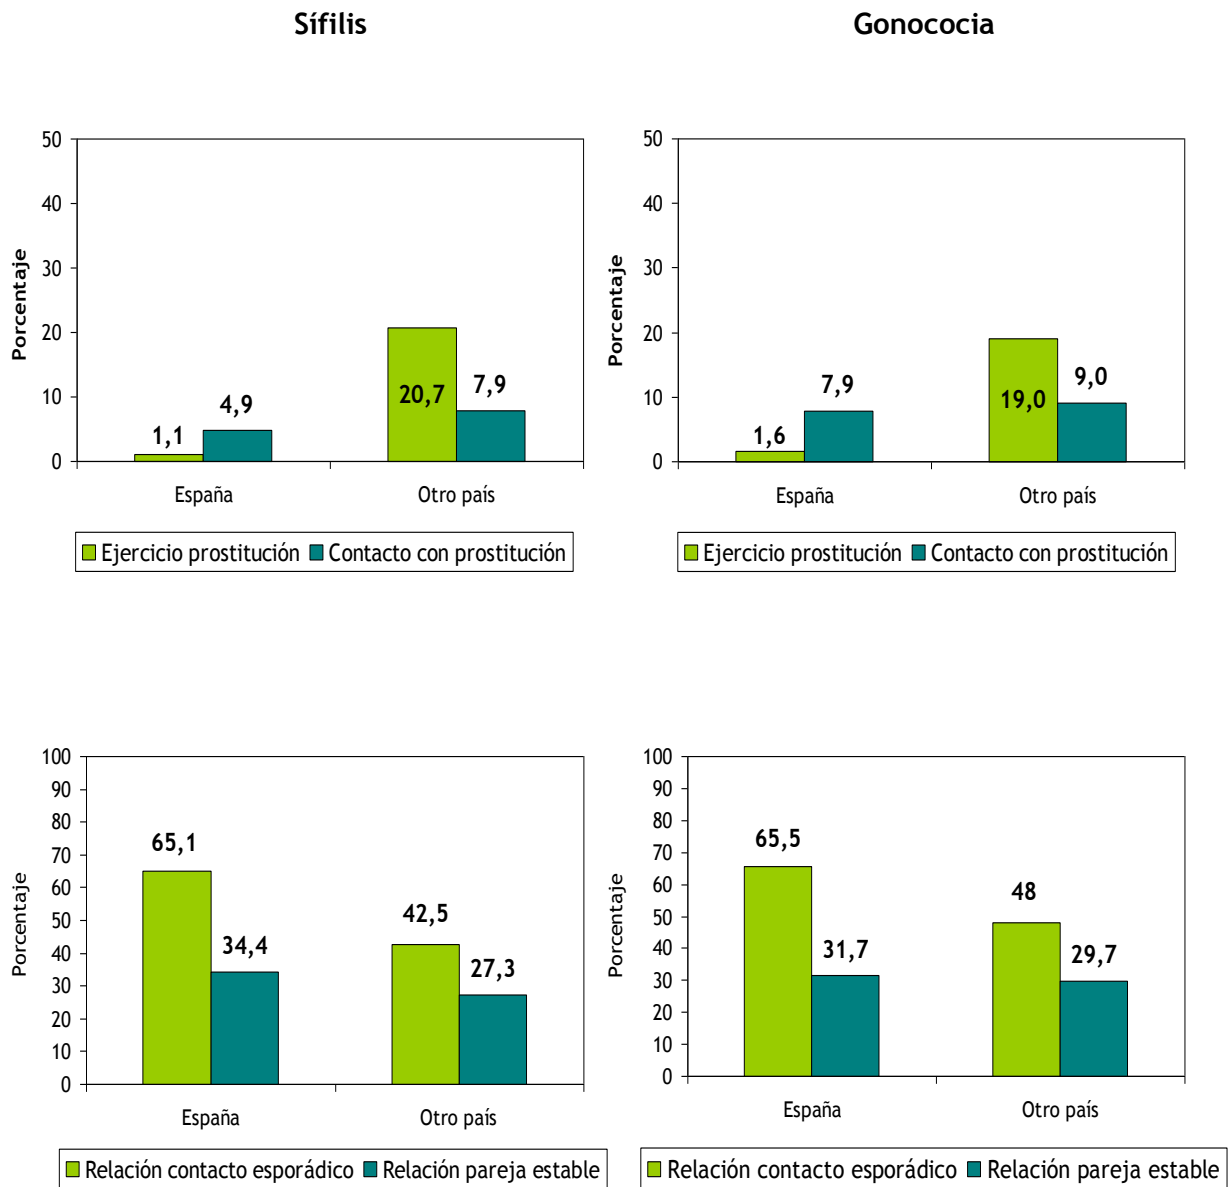 Sífilis
Gonococia
50
40
30
20
10
0
Porcentaje
1,1
4,9
20,7
7,9
España
Otro país
Ejercicio prostitución Contacto con prostitución
50
40
30
20
10
0
Porcentaje
1,6
7,9
19,0
9,0
España
Otro país
Ejercicio prostitución Contacto con prostitución
100
90
80
70
60
50
40
30
20
10
0
Porcentaje
65,1
34,4
42,5
27,3
España
Otro país
Relación contacto esporádico Relación pareja estable
100
90
80
70
60
50
40
30
20
10
0
Porcentaje
65,5
31,7
48
29,7
España
Otro país
Relación contacto esporádico Relación pareja estable